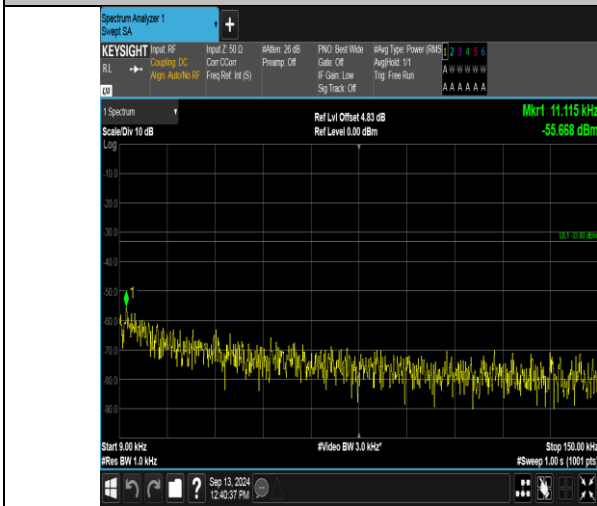 Spectrum Analyzer 1
Swept SA
+
KEYSIGHT
Input: RF
Input Z: 50 Ω
#Atten: 26 dB
PNO: Best Wide
#Avg Type: Power (RMS
1 2 3 4 5 6
RL
Coupling: DC
Corr CCorr
Preamp: Off
Gate: Off
Avg|Hold: 1/1
A W W W W W
Align: Auto/No RF
Freq Ref: Int (S)
IF Gain: Low
Trig: Free Run
Sig Track: Off
A A A A A A
1 Spectrum
Ref Lvl Offset 4.83 dB
Mkr1 11.115 kHz
Scale/Div 10 dB
Ref Level 0.00 dBm
-55.668 dBm
Log
-10.0
-20.0
-30.0
DL1 -33.00 dBm
-40.0
1
-50.0
-60.0
-70.0
-80.0
-90.0
Start 9.00 kHz
#Video BW 3.0 kHz*
Stop 150.00 kHz
#Res BW 1.0 kHz
#Sweep 1.00 s (1001 pts)
?
Sep 13, 2024
12:40:37 PM